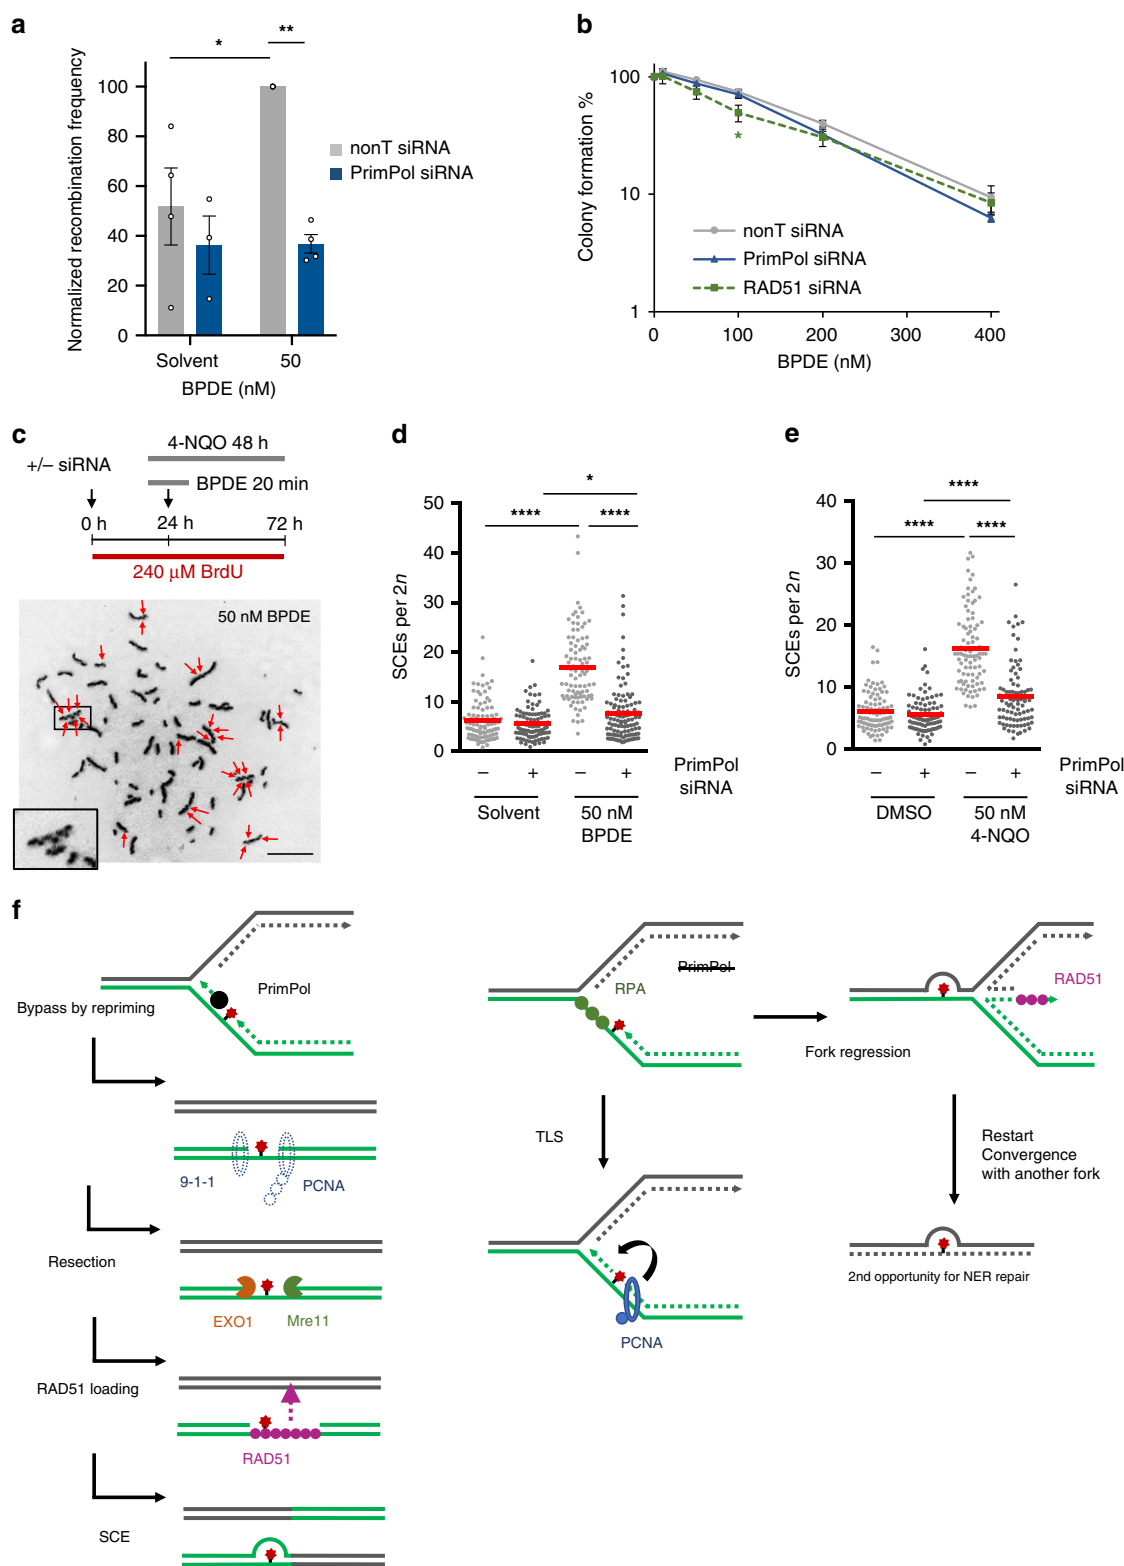 a
Normalized recombination frequency
100
80
60
40
20
0
*
**
nonT siRNA
PrimPol siRNA
Solvent
50
BPDE (nM)
b
Colony formation %
100
10
1
*
nonT siRNA
PrimPol siRNA
RAD51 siRNA
0
100
200
300
400
BPDE (nM)
c
4-NQO 48 h
+/– siRNA
BPDE 20 min
0 h
24 h
72 h
240 µM BrdU
50 nM BPDE
d
SCEs per 2n
50
40
30
20
10
0
*
****
****
– + – +
PrimPol
siRNA
Solvent
50 nM
BPDE
e
SCEs per 2n
40
30
20
10
0
****
****
****
– + – +
PrimPol
siRNA
DMSO
50 nM
4-NQO
f
PrimPol
Bypass by repriming
9-1-1
PCNA
Resection
EXO1
Mre11
RAD51 loading
RAD51
SCE
PrimPol
RPA
TLS
PCNA
Fork regression
RAD51
Restart
Convergence
with another fork
2nd opportunity for NER repair